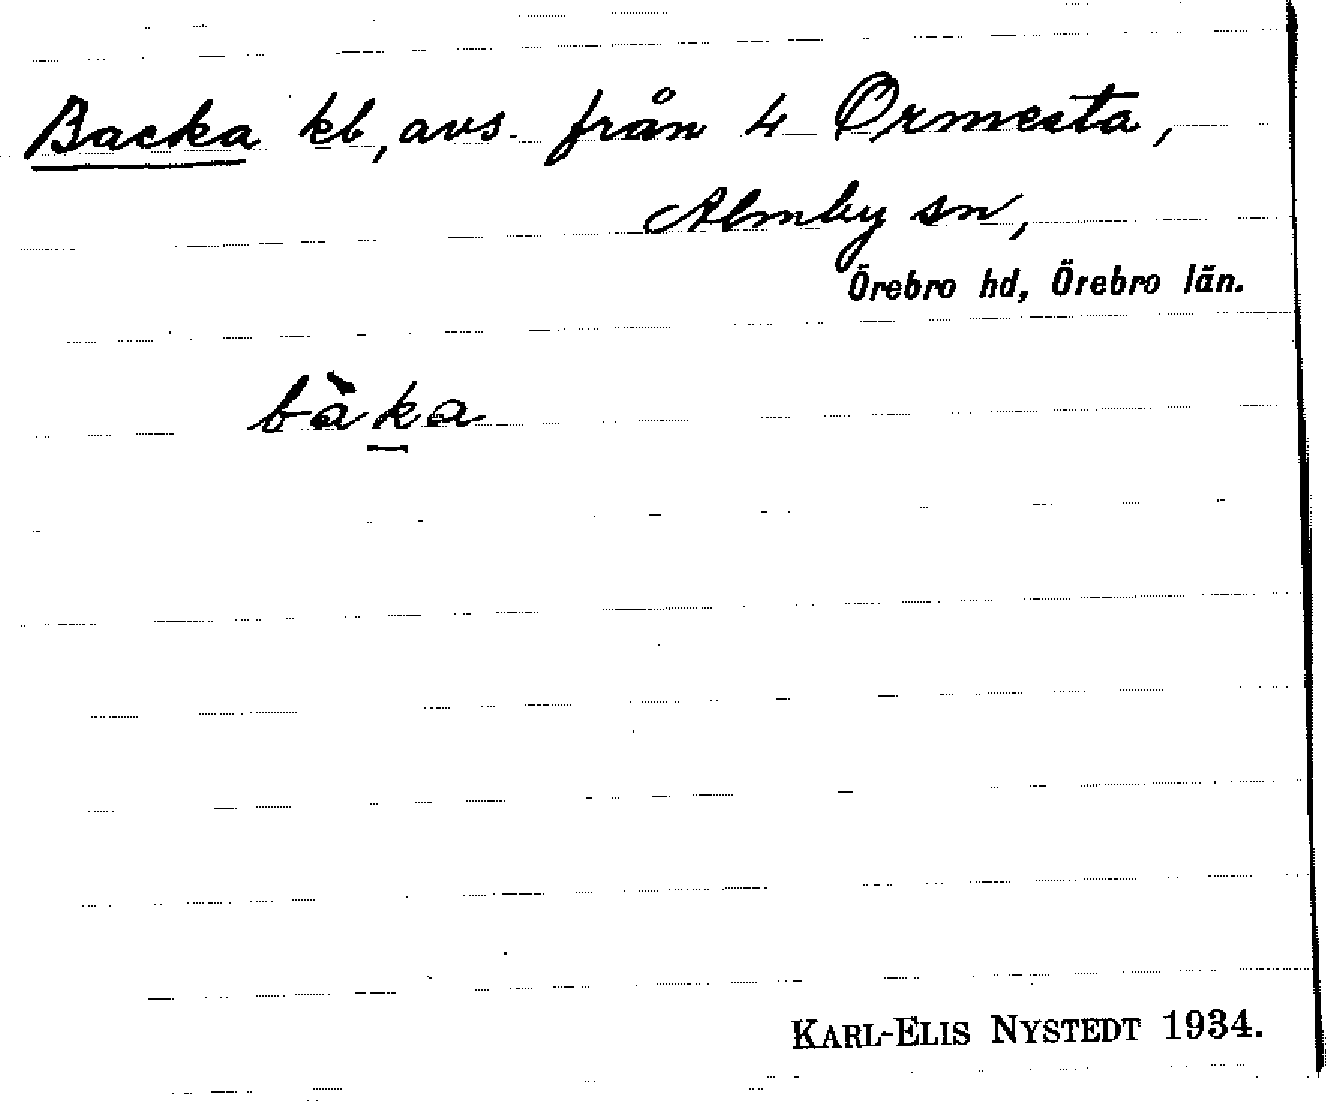 Backa kb, avs. från 4 Ormesta,
Almby sn,
Örebro hd, Örebro län.
bàka
KARL-ELIS NYSTEDT 1934.